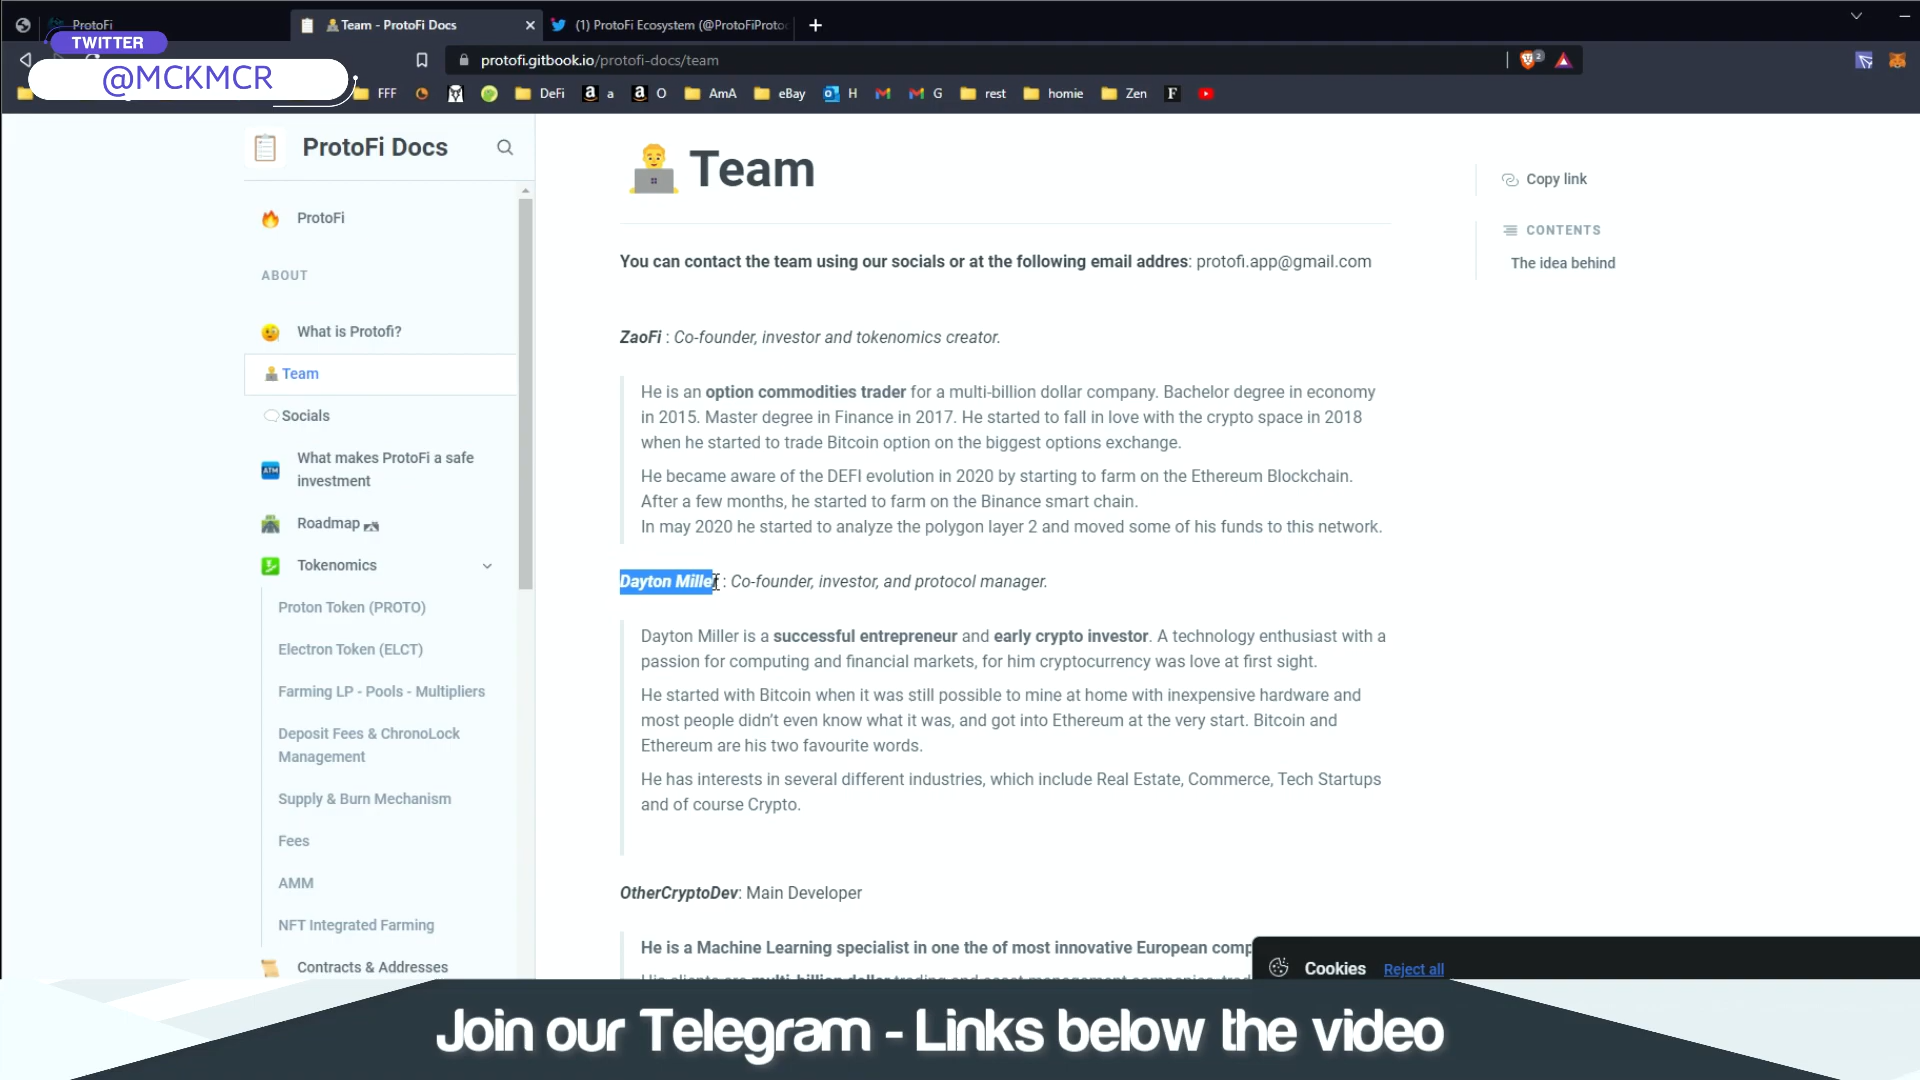 ProtoFi
Team - ProtoFi Docs
(1) ProtoFi Ecosystem (@ProtoFiProto
TWITTER
@MCKMCR
protofi.gitbook.io/protofi-docs/team
2
FFF
DeFi
a
O
AmA
eBay
H
G
rest
homie
Zen
F
ProtoFi Docs
ProtoFi
ABOUT
What is Protofi?
Team
Socials
ATM
What makes ProtoFi a safe
investment
Roadmap
Tokenomics
Proton Token (PROTO)
Electron Token (ELCT)
Farming LP - Pools - Multipliers
Deposit Fees & ChronoLock
Management
Supply & Burn Mechanism
Fees
AMM
NFT Integrated Farming
Contracts & Addresses
Team
You can contact the team using our socials or at the following email addres: protofi.app@gmail.com
ZaoFi : Co-founder, investor and tokenomics creator.
He is an option commodities trader for a multi-billion dollar company. Bachelor degree in economy
in 2015. Master degree in Finance in 2017. He started to fall in love with the crypto space in 2018
when he started to trade Bitcoin option on the biggest options exchange.
He became aware of the DEFI evolution in 2020 by starting to farm on the Ethereum Blockchain.
After a few months, he started to farm on the Binance smart chain.
In may 2020 he started to analyze the polygon layer 2 and moved some of his funds to this network.
Dayton Miller : Co-founder, investor, and protocol manager.
Dayton Miller is a successful entrepreneur and early crypto investor. A technology enthusiast with a
passion for computing and financial markets, for him cryptocurrency was love at first sight.
He started with Bitcoin when it was still possible to mine at home with inexpensive hardware and
most people didn't even know what it was, and got into Ethereum at the very start. Bitcoin and
Ethereum are his two favourite words.
He has interests in several different industries, which include Real Estate, Commerce, Tech Startups
and of course Crypto.
OtherCryptoDev: Main Developer
He is a Machine Learning specialist in one the of most innovative European comp
Copy link
CONTENTS
The idea behind
Cookies
Reject all
Join our Telegram - Links below the video